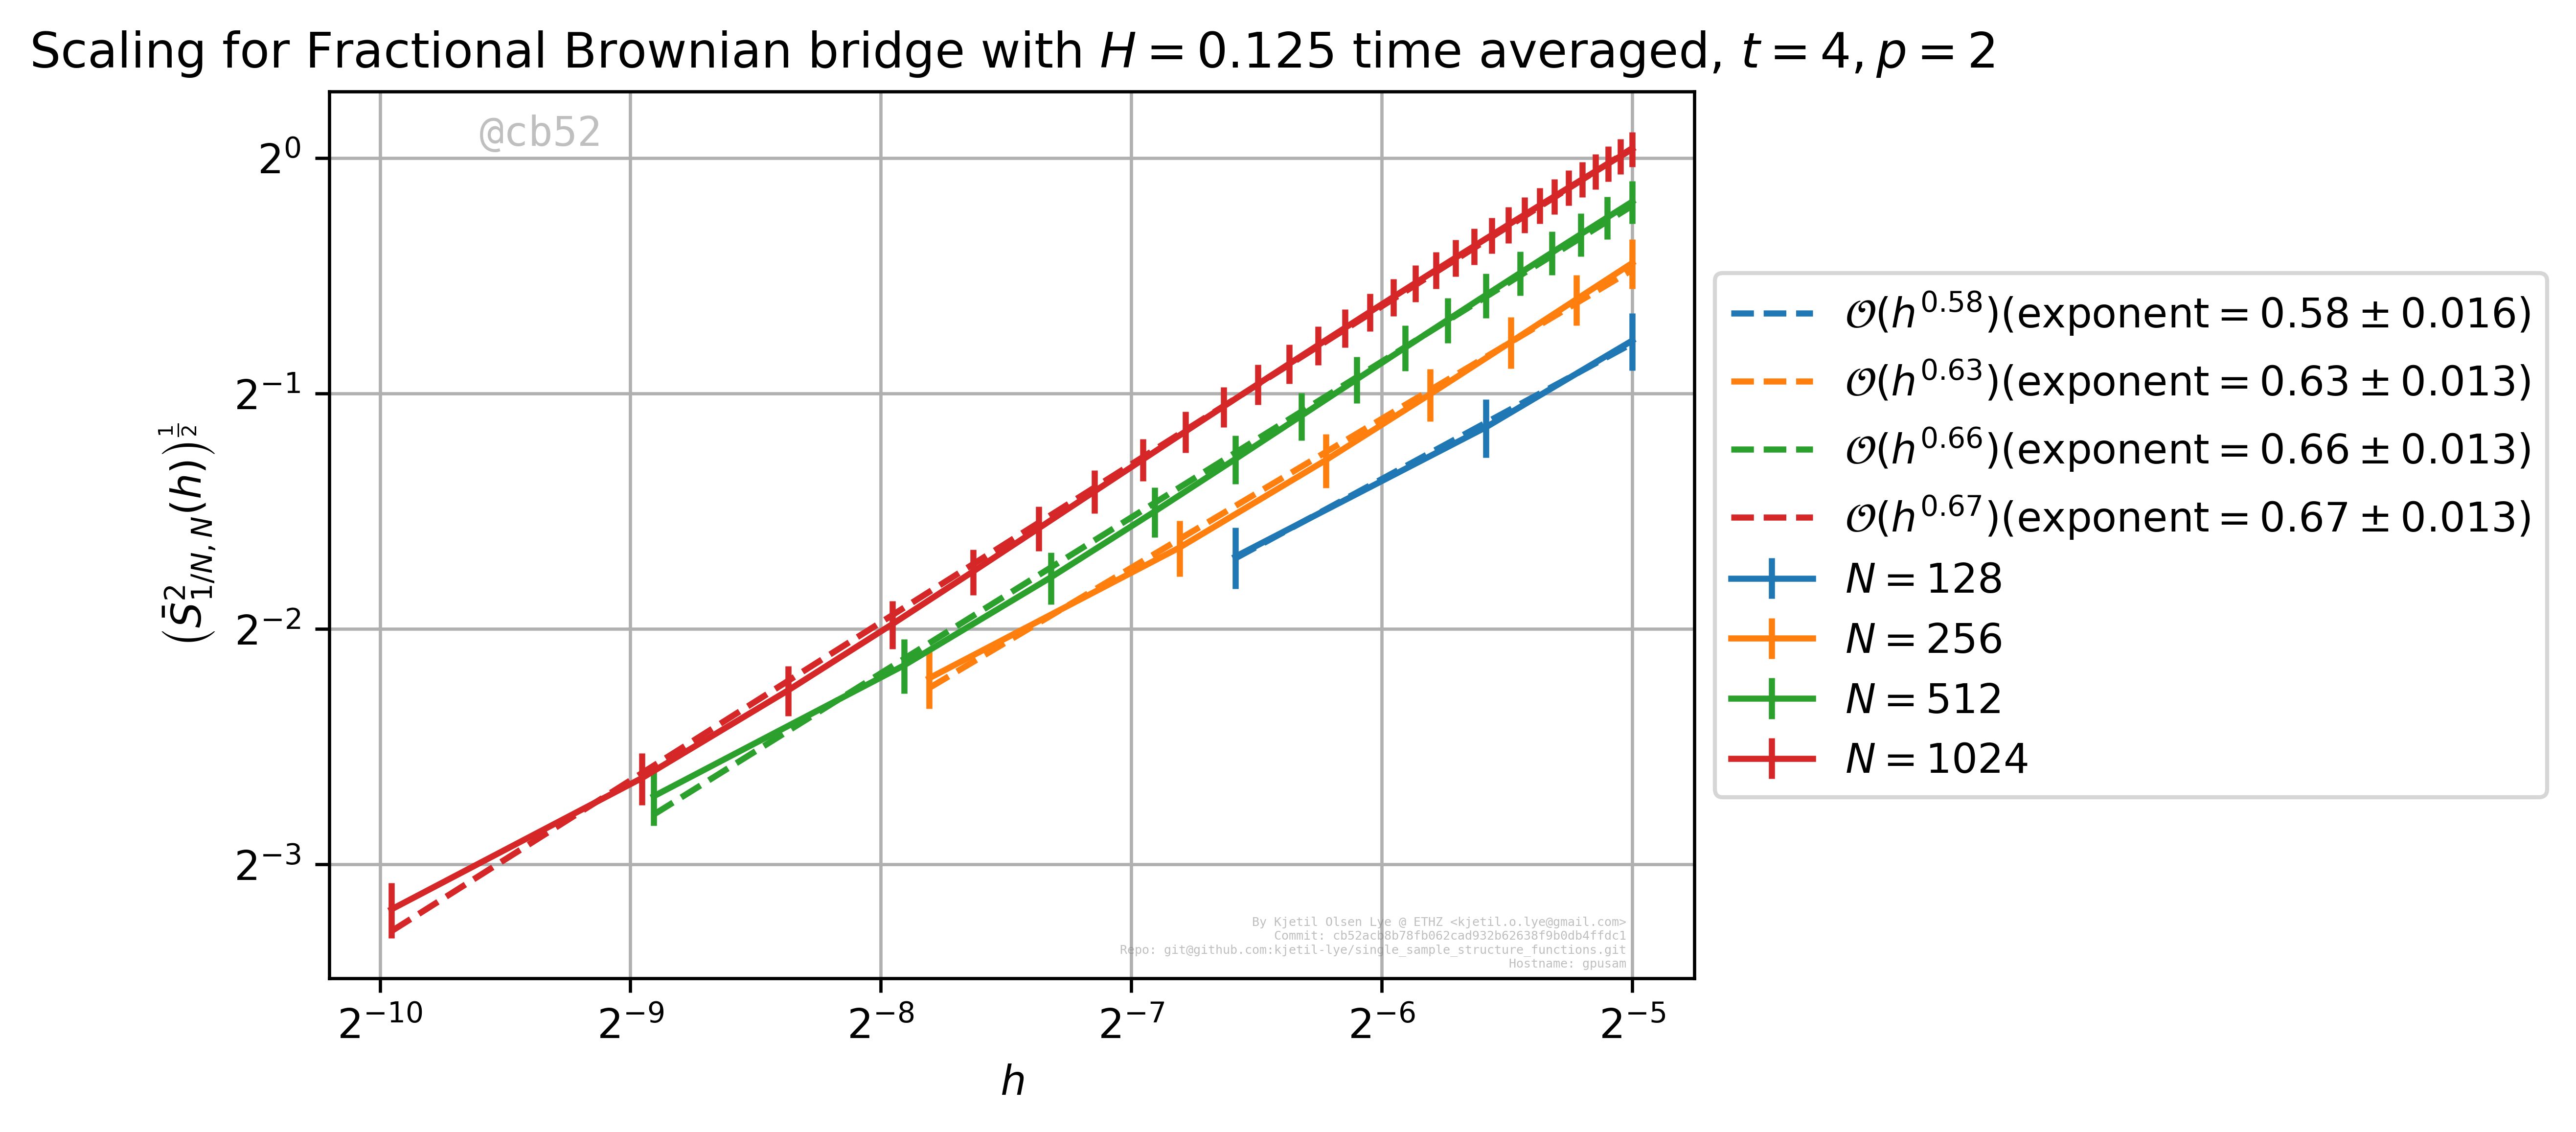 Scaling for Fractional Brownian bridge with H = 0.125 time averaged, t = 4, p = 2
@cb52
2^0
2^{-1}
2^{-2}
2^{-3}
(S̄^2_{1/N, N}(h))^{1/2}
2^{-10}
2^{-9}
2^{-8}
2^{-7}
2^{-6}
2^{-5}
h
By Kjetil Olsen Lye @ ETHZ <kjetil.o.lye@gmail.com>
Commit: cb52acb8b78fb062cad932b62638f9b0db4ffdc1
Repo: git@github.com:kjetil-lye/single_sample_structure_functions.git
Hostname: gpusam
𝒪(h^{0.58})(exponent = 0.58 ± 0.016)
𝒪(h^{0.63})(exponent = 0.63 ± 0.013)
𝒪(h^{0.66})(exponent = 0.66 ± 0.013)
𝒪(h^{0.67})(exponent = 0.67 ± 0.013)
N = 128
N = 256
N = 512
N = 1024